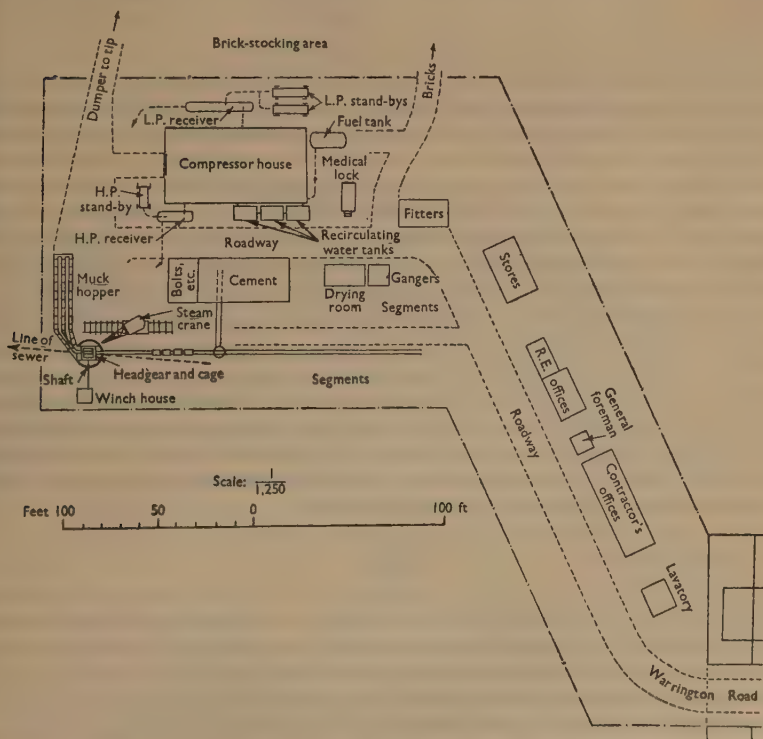 Brick-stocking area
Dumper to tip
Bricks
L.P. receiver
L.P. stand-bys
Fuel tank
Compressor house
Medical
lock
H.P.
stand-by
H.P. receiver
Recirculating
water tanks
Fitters
Roadway
Muck
hopper
Bolts,
etc.
Cement
Drying
room
Gangers
Segments
Stores
Steam
crane
Line of
sewer
Shaft
Headgear and cage
Winch house
Segments
R.E.
offices
General
foreman
Roadway
Contractor's
offices
Scale: 1
1,250
Feet 100 50 0 100 ft
Lavatory
Warrington Road